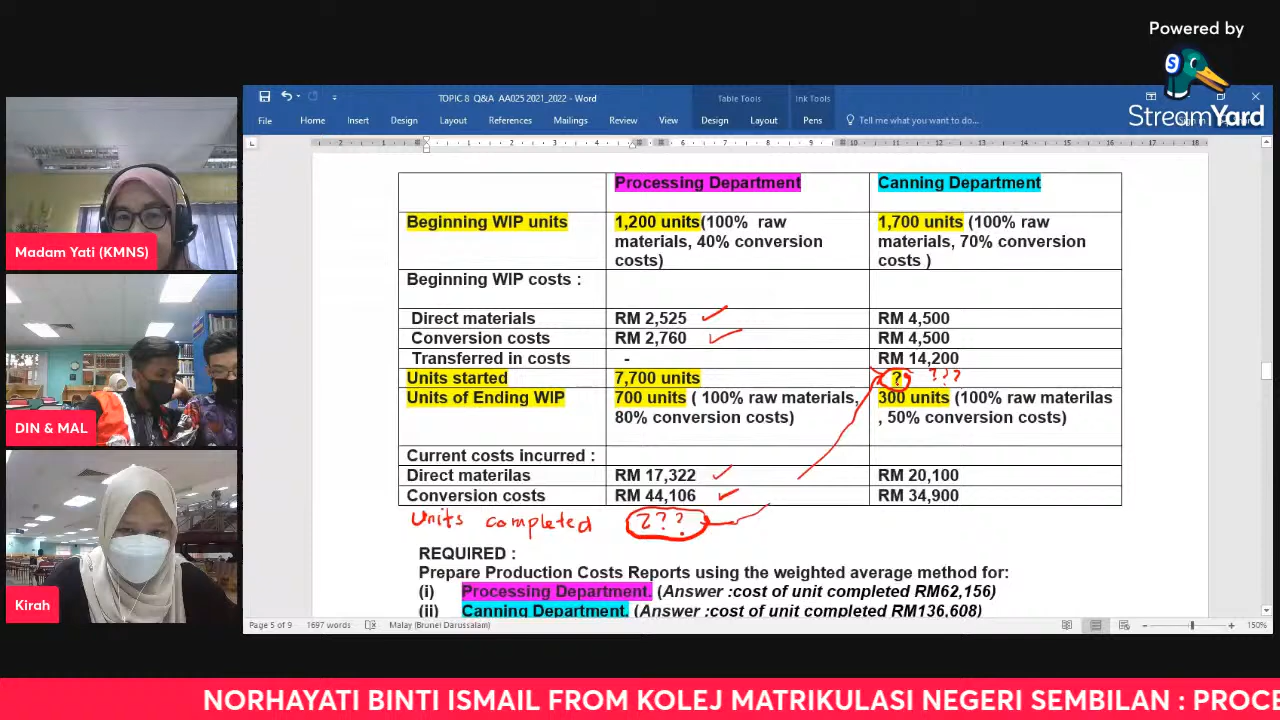 Powered by
S
StreamYard
TOPIC 8 Q&A AA025 2021_2022 - Word
Table Tools
Ink Tools
File
Home
Insert
Design
Layout
References
Mailings
Review
View
Design
Layout
Pens
Tell me what you want to do...
Processing Department
Canning Department
Beginning WIP units
1,200 units(100% raw
materials, 40% conversion
costs)
1,700 units (100% raw
materials, 70% conversion
costs )
Beginning WIP costs :
Direct materials
RM 2,525
RM 4,500
Conversion costs
RM 2,760
RM 4,500
Transferred in costs
-
RM 14,200
Units started
7,700 units
? ???
Units of Ending WIP
700 units ( 100% raw materials,
80% conversion costs)
300 units (100% raw materilas
, 50% conversion costs)
Current costs incurred :
Direct materilas
RM 17,322
RM 20,100
Conversion costs
RM 44,106
RM 34,900
Units completed ???
REQUIRED :
Prepare Production Costs Reports using the weighted average method for:
(i) Processing Department. (Answer :cost of unit completed RM62,156)
(ii) Canning Department. (Answer :cost of unit completed RM136,608)
Page 5 of 9
1697 words
Malay (Brunei Darussalam)
150%
Madam Yati (KMNS)
DIN & MAL
Kirah
NORHAYATI BINTI ISMAIL FROM KOLEJ MATRIKULASI NEGERI SEMBILAN : PROCE